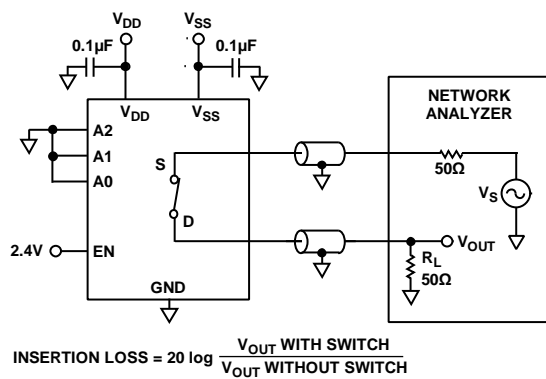 VDD
VSS
0.1µF
0.1µF
VDD
VSS
NETWORK
ANALYZER
A2
A1
A0
S
D
50Ω
VS
2.4V
EN
VOUT
RL
50Ω
GND
INSERTION LOSS = 20 log VOUT WITH SWITCH
VOUT WITHOUT SWITCH